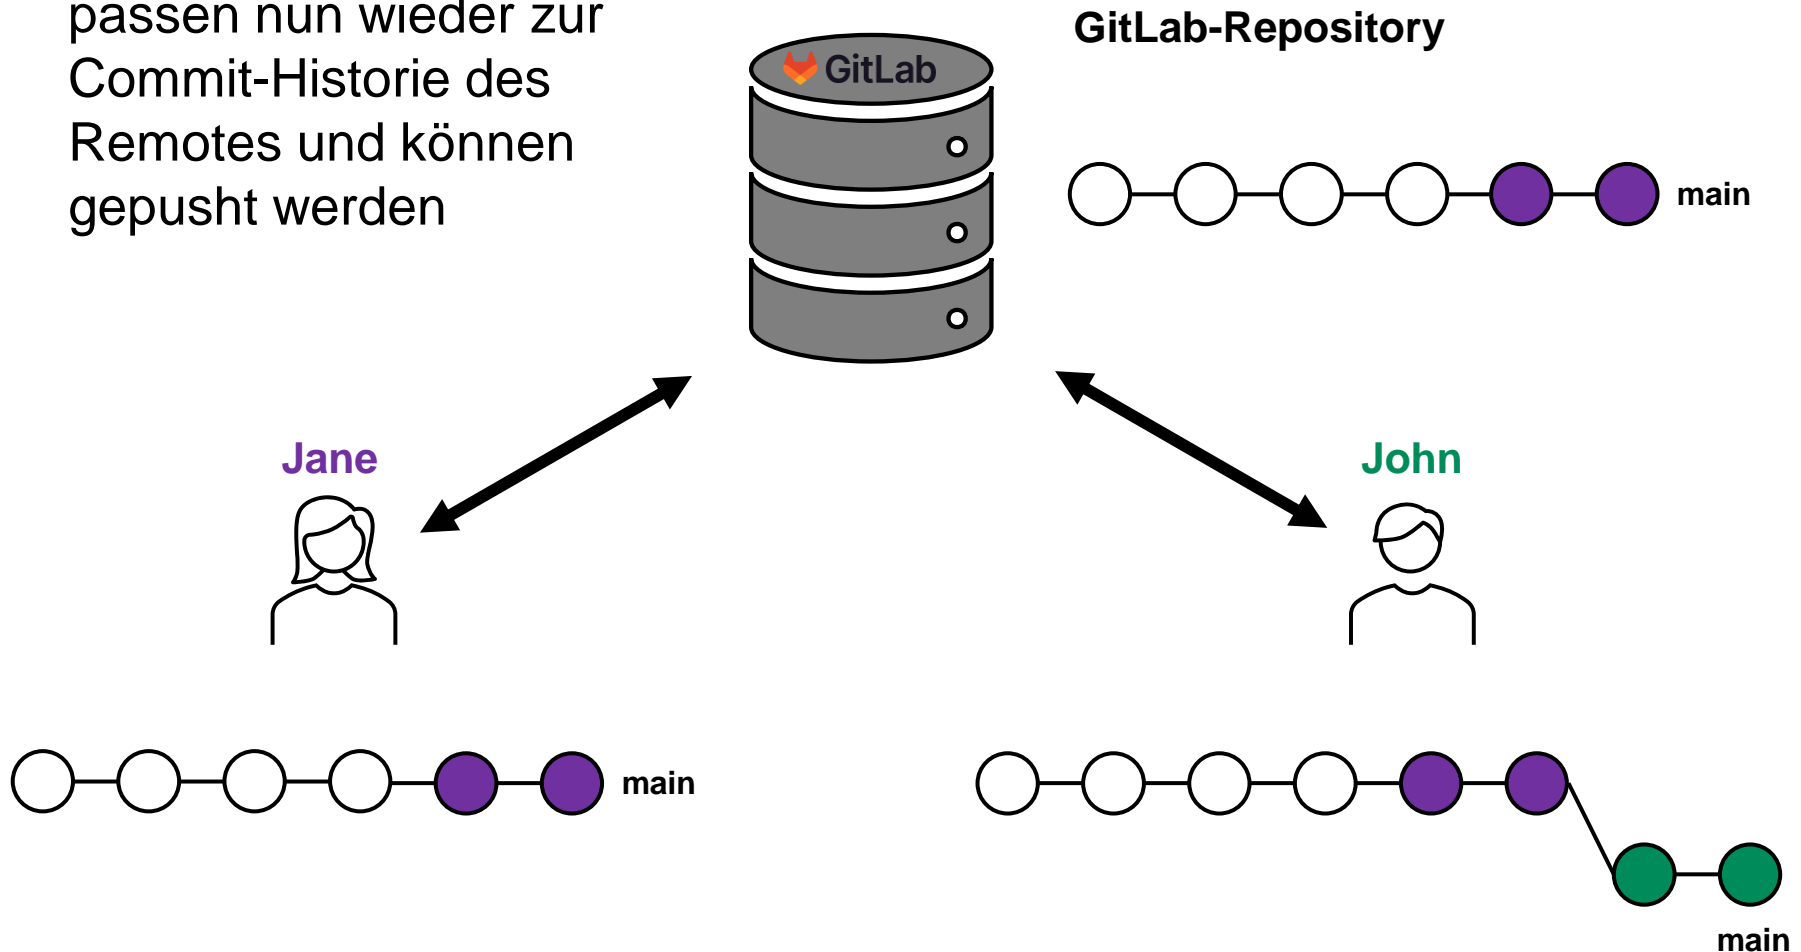 passen nun wieder zur
Commit-Historie des
Remotes und können
gepusht werden
GitLab-Repository
GitLab
main
Jane
John
main
main